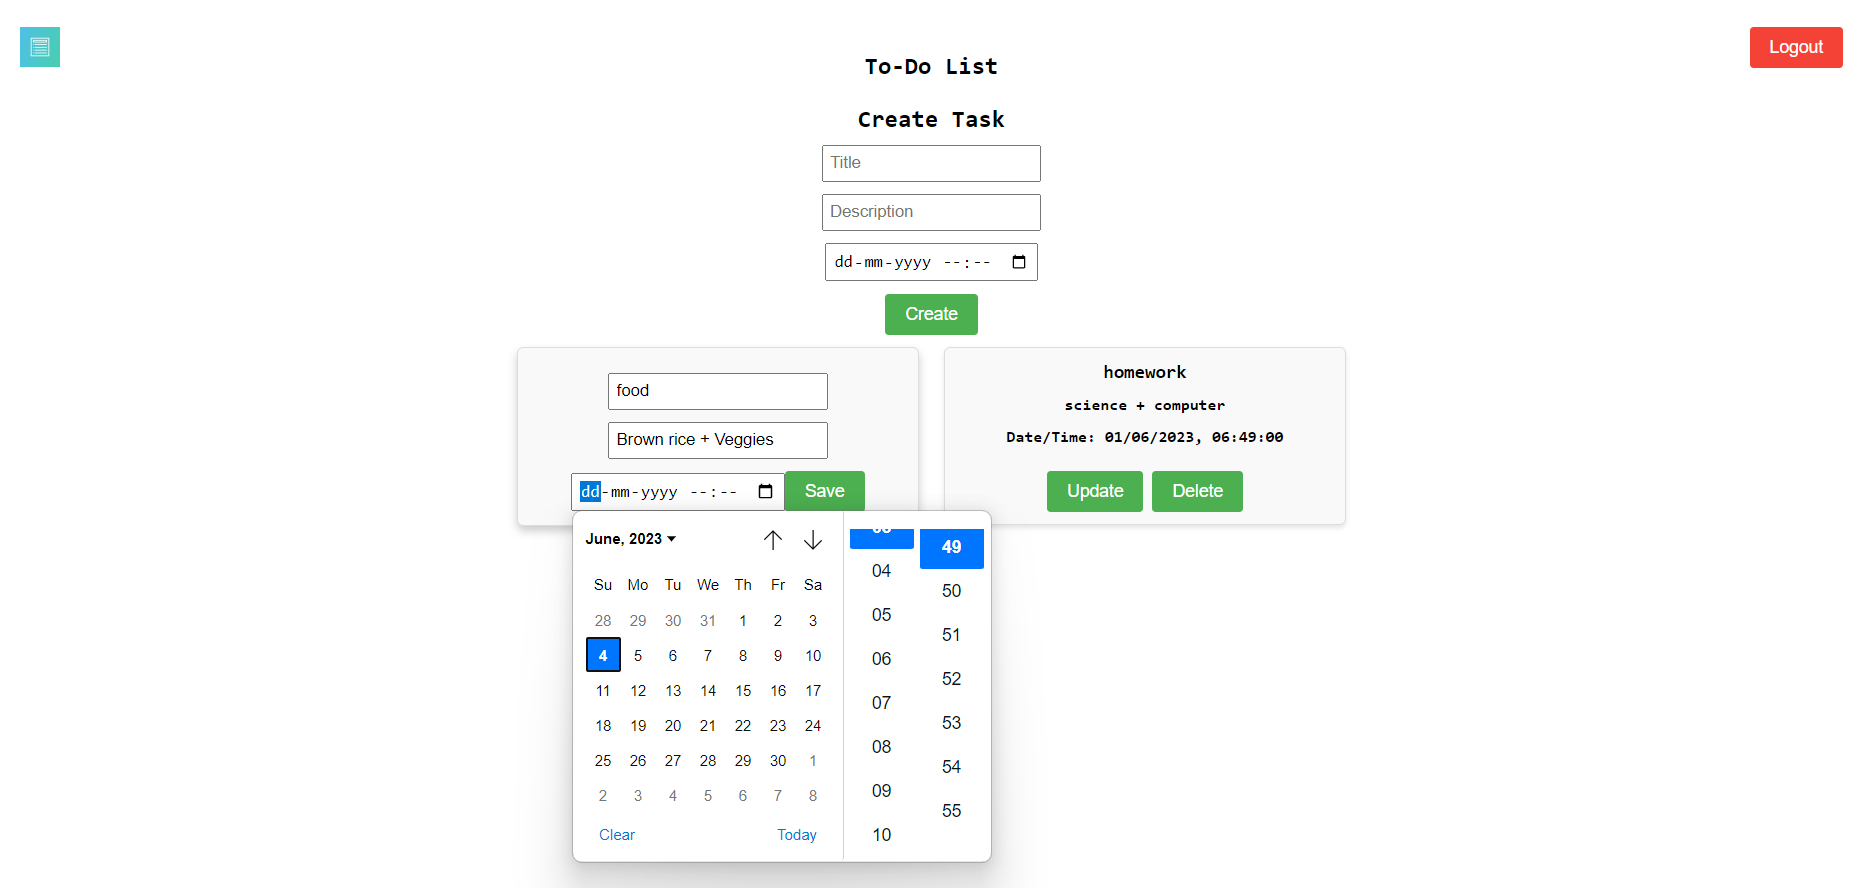 Logout
To-Do List
Create Task
Title
Description
dd-mm-yyyy --:--
Create
food
Brown rice + Veggies
dd-mm-yyyy --:-- Save
homework
science + computer
Date/Time: 01/06/2023, 06:49:00
Update Delete
June, 2023
Su Mo Tu We Th Fr Sa
28 29 30 31 1 2 3
4 5 6 7 8 9 10
11 12 13 14 15 16 17
18 19 20 21 22 23 24
25 26 27 28 29 30 1
2 3 4 5 6 7 8
Clear Today
04
05
06
07
08
09
10
49
50
51
52
53
54
55